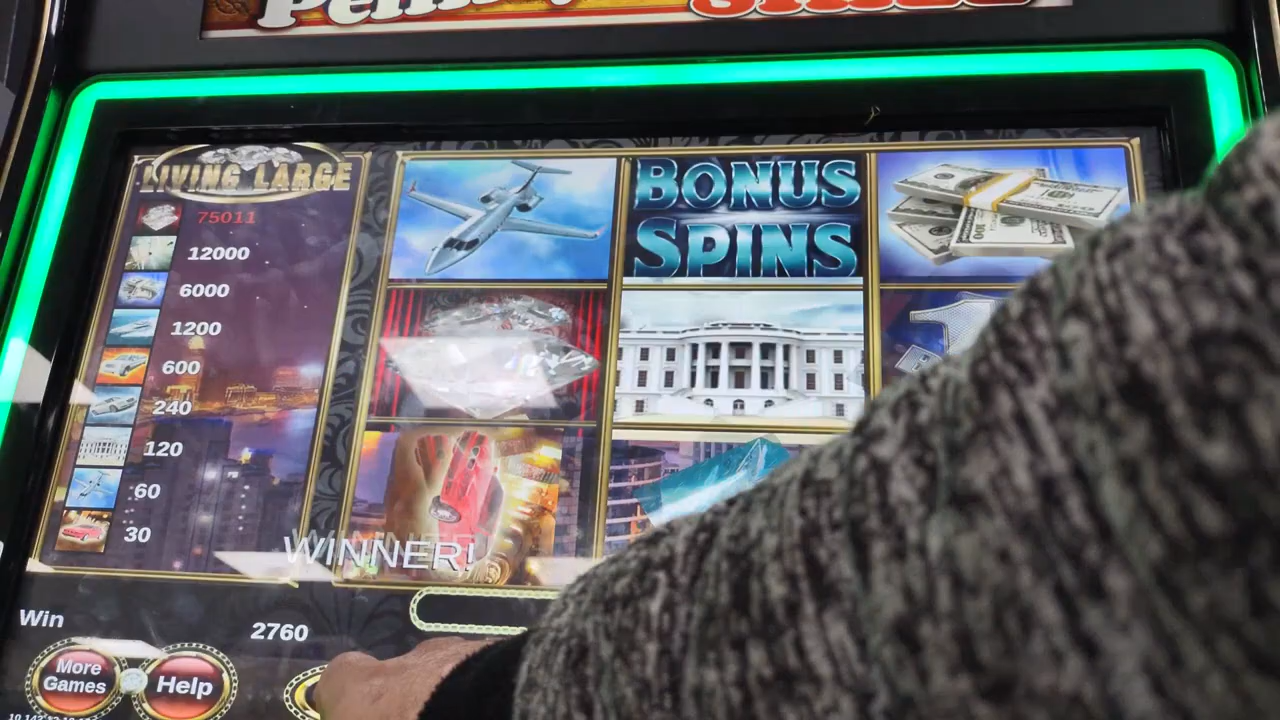 LIVING LARGE
75011
12000
6000
1200
600
240
120
60
30
BONUS
SPINS
100
WINNER!
Win
2760
More
Games
Help